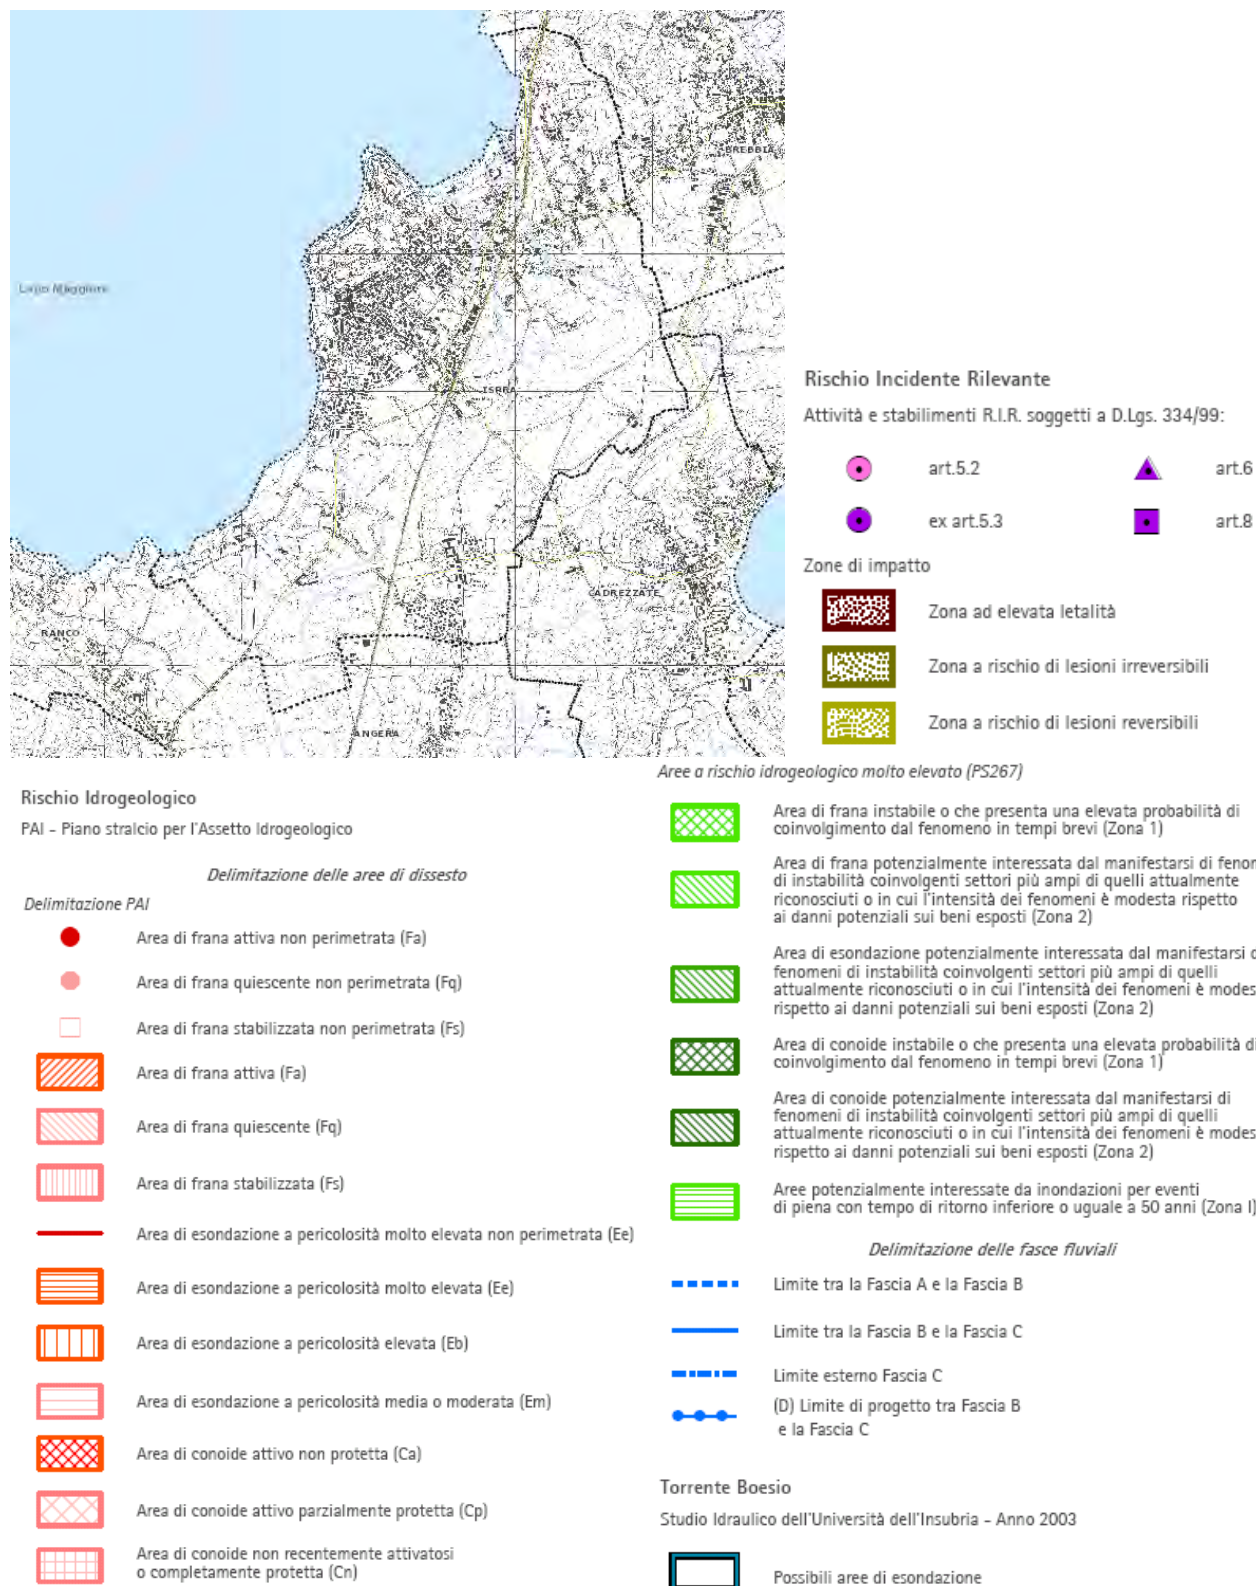 BREBBIA
Lago Maggiore
ISPRA
CADREZZATE
RANCO
ANGERA
Rischio Incidente Rilevante
Attività e stabilimenti R.I.R. soggetti a D.Lgs. 334/99:
art.5.2
art.6
ex art.5.3
art.8
Zone di impatto
Zona ad elevata letalità
Zona a rischio di lesioni irreversibili
Zona a rischio di lesioni reversibili
Rischio Idrogeologico
PAI - Piano stralcio per l'Assetto Idrogeologico
Delimitazione delle aree di dissesto
Delimitazione PAI
Area di frana attiva non perimetrata (Fa)
Area di frana quiescente non perimetrata (Fq)
Area di frana stabilizzata non perimetrata (Fs)
Area di frana attiva (Fa)
Area di frana quiescente (Fq)
Area di frana stabilizzata (Fs)
Area di esondazione a pericolosità molto elevata non perimetrata (Ee)
Area di esondazione a pericolosità molto elevata (Ee)
Area di esondazione a pericolosità elevata (Eb)
Area di esondazione a pericolosità media o moderata (Em)
Area di conoide attivo non protetta (Ca)
Area di conoide attivo parzialmente protetta (Cp)
Area di conoide non recentemente attivatosi
o completamente protetta (Cn)
Aree a rischio idrogeologico molto elevato (PS267)
Area di frana instabile o che presenta una elevata probabilità di
coinvolgimento dal fenomeno in tempi brevi (Zona 1)
Area di frana potenzialmente interessata dal manifestarsi di fenom
di instabilità coinvolgenti settori più ampi di quelli attualmente
riconosciuti o in cui l'intensità dei fenomeni è modesta rispetto
ai danni potenziali sui beni esposti (Zona 2)
Area di esondazione potenzialmente interessata dal manifestarsi d
fenomeni di instabilità coinvolgenti settori più ampi di quelli
attualmente riconosciuti o in cui l'intensità dei fenomeni è modes
rispetto ai danni potenziali sui beni esposti (Zona 2)
Area di conoide instabile o che presenta una elevata probabilità di
coinvolgimento dal fenomeno in tempi brevi (Zona 1)
Area di conoide potenzialmente interessata dal manifestarsi di
fenomeni di instabilità coinvolgenti settori più ampi di quelli
attualmente riconosciuti o in cui l'intensità dei fenomeni è modes
rispetto ai danni potenziali sui beni esposti (Zona 2)
Aree potenzialmente interessate da inondazioni per eventi
di piena con tempo di ritorno inferiore o uguale a 50 anni (Zona I)
Delimitazione delle fasce fluviali
Limite tra la Fascia A e la Fascia B
Limite tra la Fascia B e la Fascia C
Limite esterno Fascia C
(D) Limite di progetto tra Fascia B
e la Fascia C
Torrente Boesio
Studio Idraulico dell'Università dell'Insubria - Anno 2003
Possibili aree di esondazione